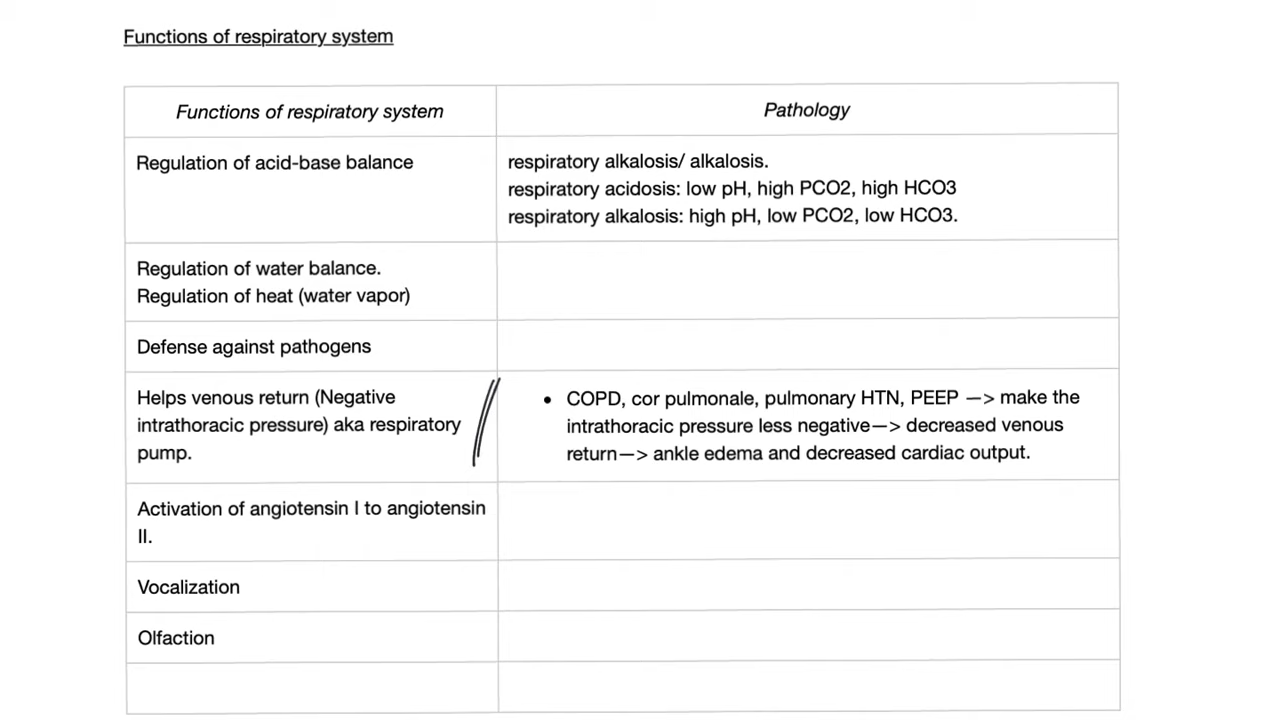 Functions of respiratory system
Functions of respiratory system
Pathology
Regulation of acid-base balance
respiratory alkalosis/ alkalosis.
respiratory acidosis: low pH, high PCO2, high HCO3
respiratory alkalosis: high pH, low PCO2, low HCO3.
Regulation of water balance.
Regulation of heat (water vapor)
Defense against pathogens
Helps venous return (Negative
intrathoracic pressure) aka respiratory
pump.
• COPD, cor pulmonale, pulmonary HTN, PEEP —> make the
intrathoracic pressure less negative—> decreased venous
return—> ankle edema and decreased cardiac output.
Activation of angiotensin I to angiotensin
II.
Vocalization
Olfaction